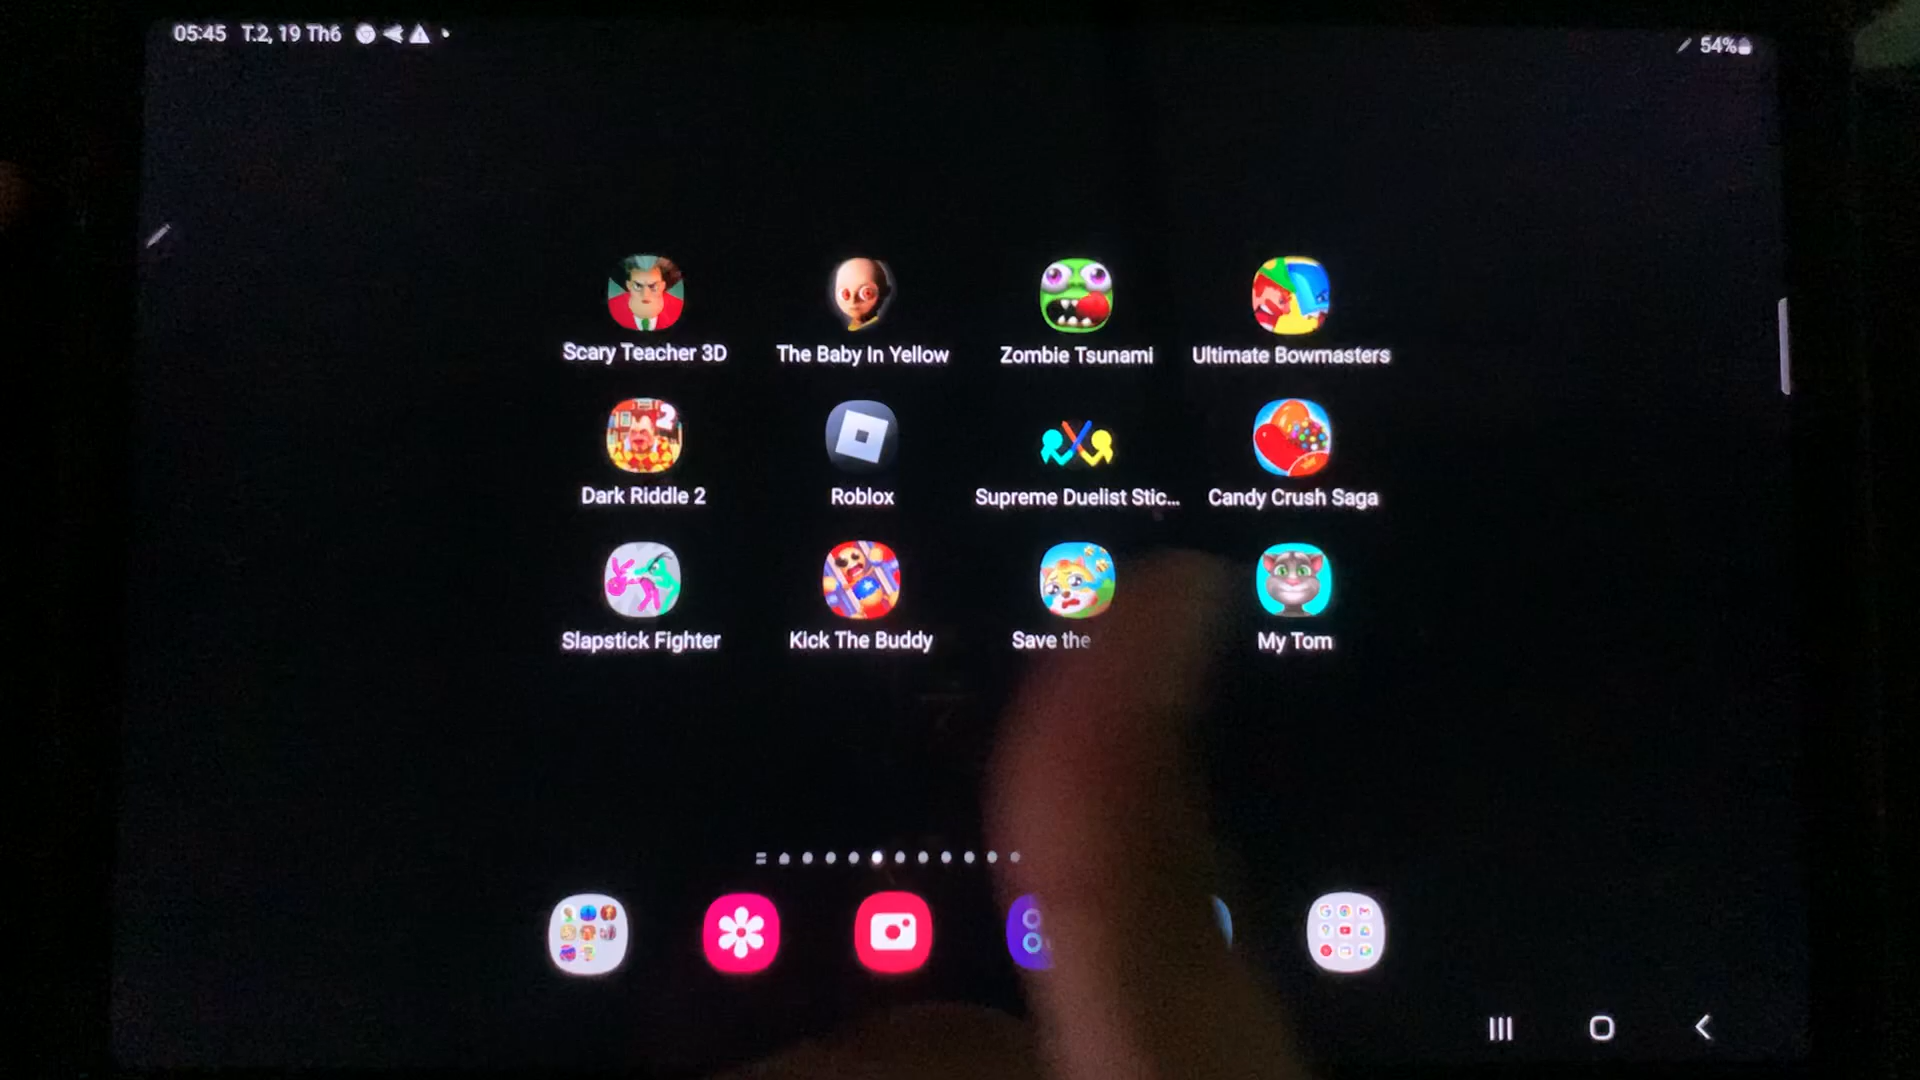 05:45 T.2, 19 Th6
54%
Scary Teacher 3D
The Baby In Yellow
Zombie Tsunami
Ultimate Bowmasters
2
Dark Riddle 2
Roblox
Supreme Duelist Stic...
Candy Crush Saga
Slapstick Fighter
Kick The Buddy
Save the
My Tom